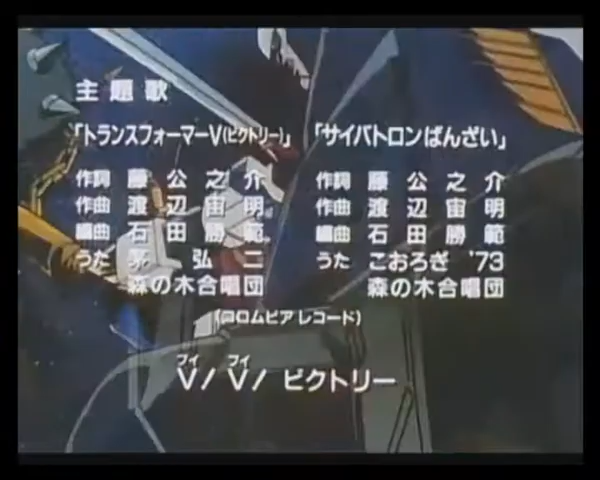 主題歌
「トランスフォーマーV(ビクトリー)」 「サイバトロンばんざい」
作詞 藤公之介 作詞 藤公之介
作曲 渡辺宙明 作曲 渡辺宙明
編曲 石田勝範 編曲 石田勝範
うた 茅弘二 うた こおろぎ '73
森の木合唱団 森の木合唱団
(コロムビアレコード)
ブイ ブイ
V! V! ビクトリー